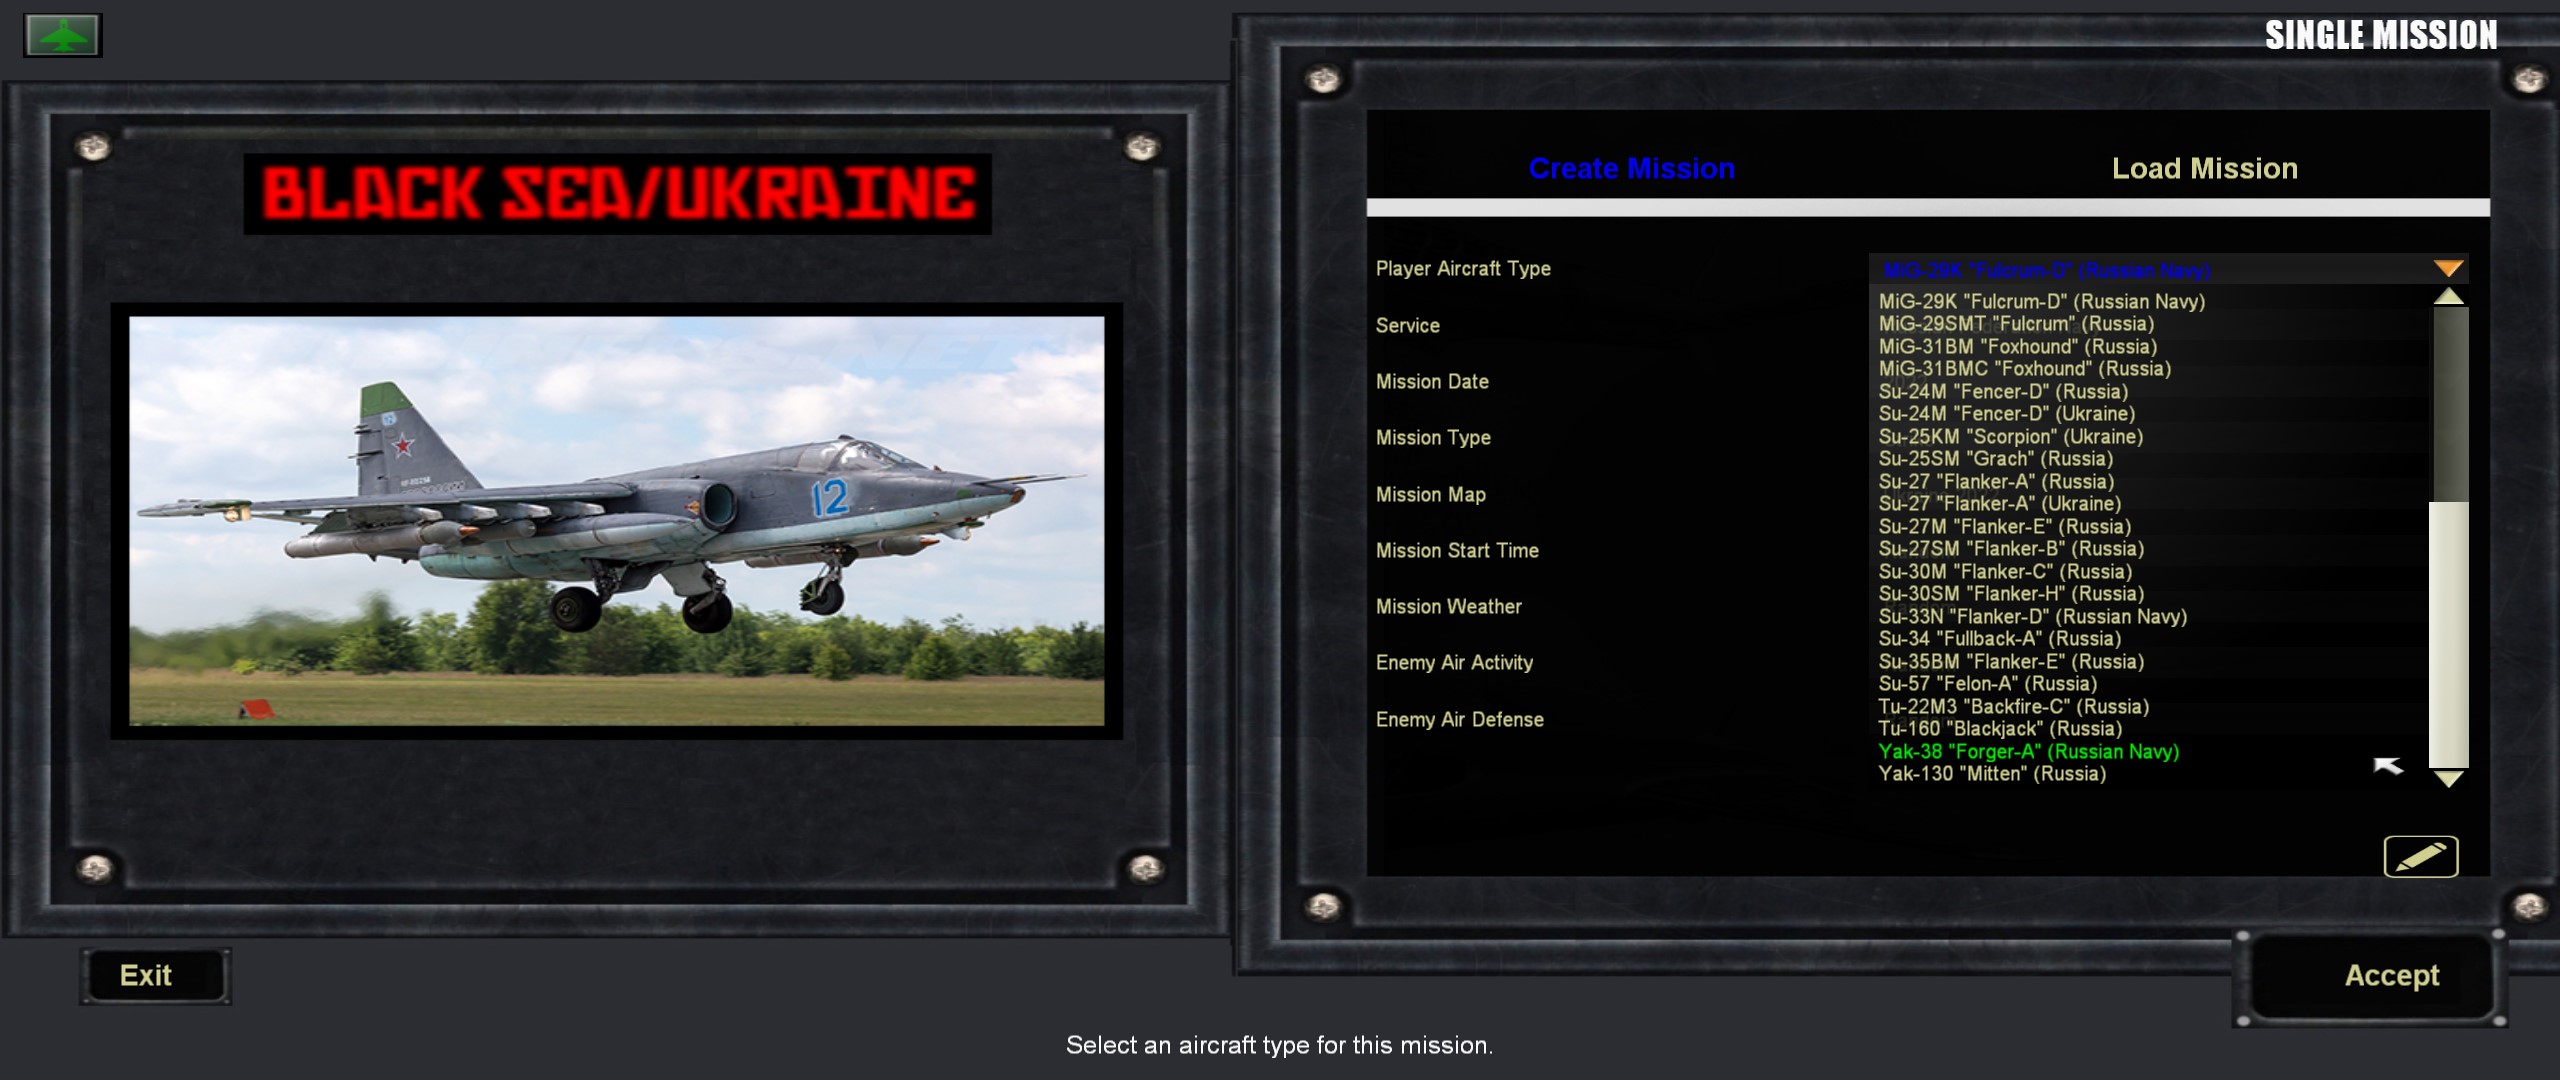 SINGLE MISSION
BLACK SEA/UKRAINE
12
Create Mission
Load Mission
Player Aircraft Type
MiG-29K "Fulcrum-D" (Russian Navy)
Service
Mission Date
Mission Type
Mission Map
Mission Start Time
Mission Weather
Enemy Air Activity
Enemy Air Defense
MiG-29K "Fulcrum-D" (Russian Navy)
MiG-29SMT "Fulcrum" (Russia)
MiG-31BM "Foxhound" (Russia)
MiG-31BMC "Foxhound" (Russia)
Su-24M "Fencer-D" (Russia)
Su-24M "Fencer-D" (Ukraine)
Su-25KM "Scorpion" (Ukraine)
Su-25SM "Grach" (Russia)
Su-27 "Flanker-A" (Russia)
Su-27 "Flanker-A" (Ukraine)
Su-27M "Flanker-E" (Russia)
Su-27SM "Flanker-B" (Russia)
Su-30M "Flanker-C" (Russia)
Su-30SM "Flanker-H" (Russia)
Su-33N "Flanker-D" (Russian Navy)
Su-34 "Fullback-A" (Russia)
Su-35BM "Flanker-E" (Russia)
Su-57 "Felon-A" (Russia)
Tu-22M3 "Backfire-C" (Russia)
Tu-160 "Blackjack" (Russia)
Yak-38 "Forger-A" (Russian Navy)
Yak-130 "Mitten" (Russia)
Exit
Accept
Select an aircraft type for this mission.